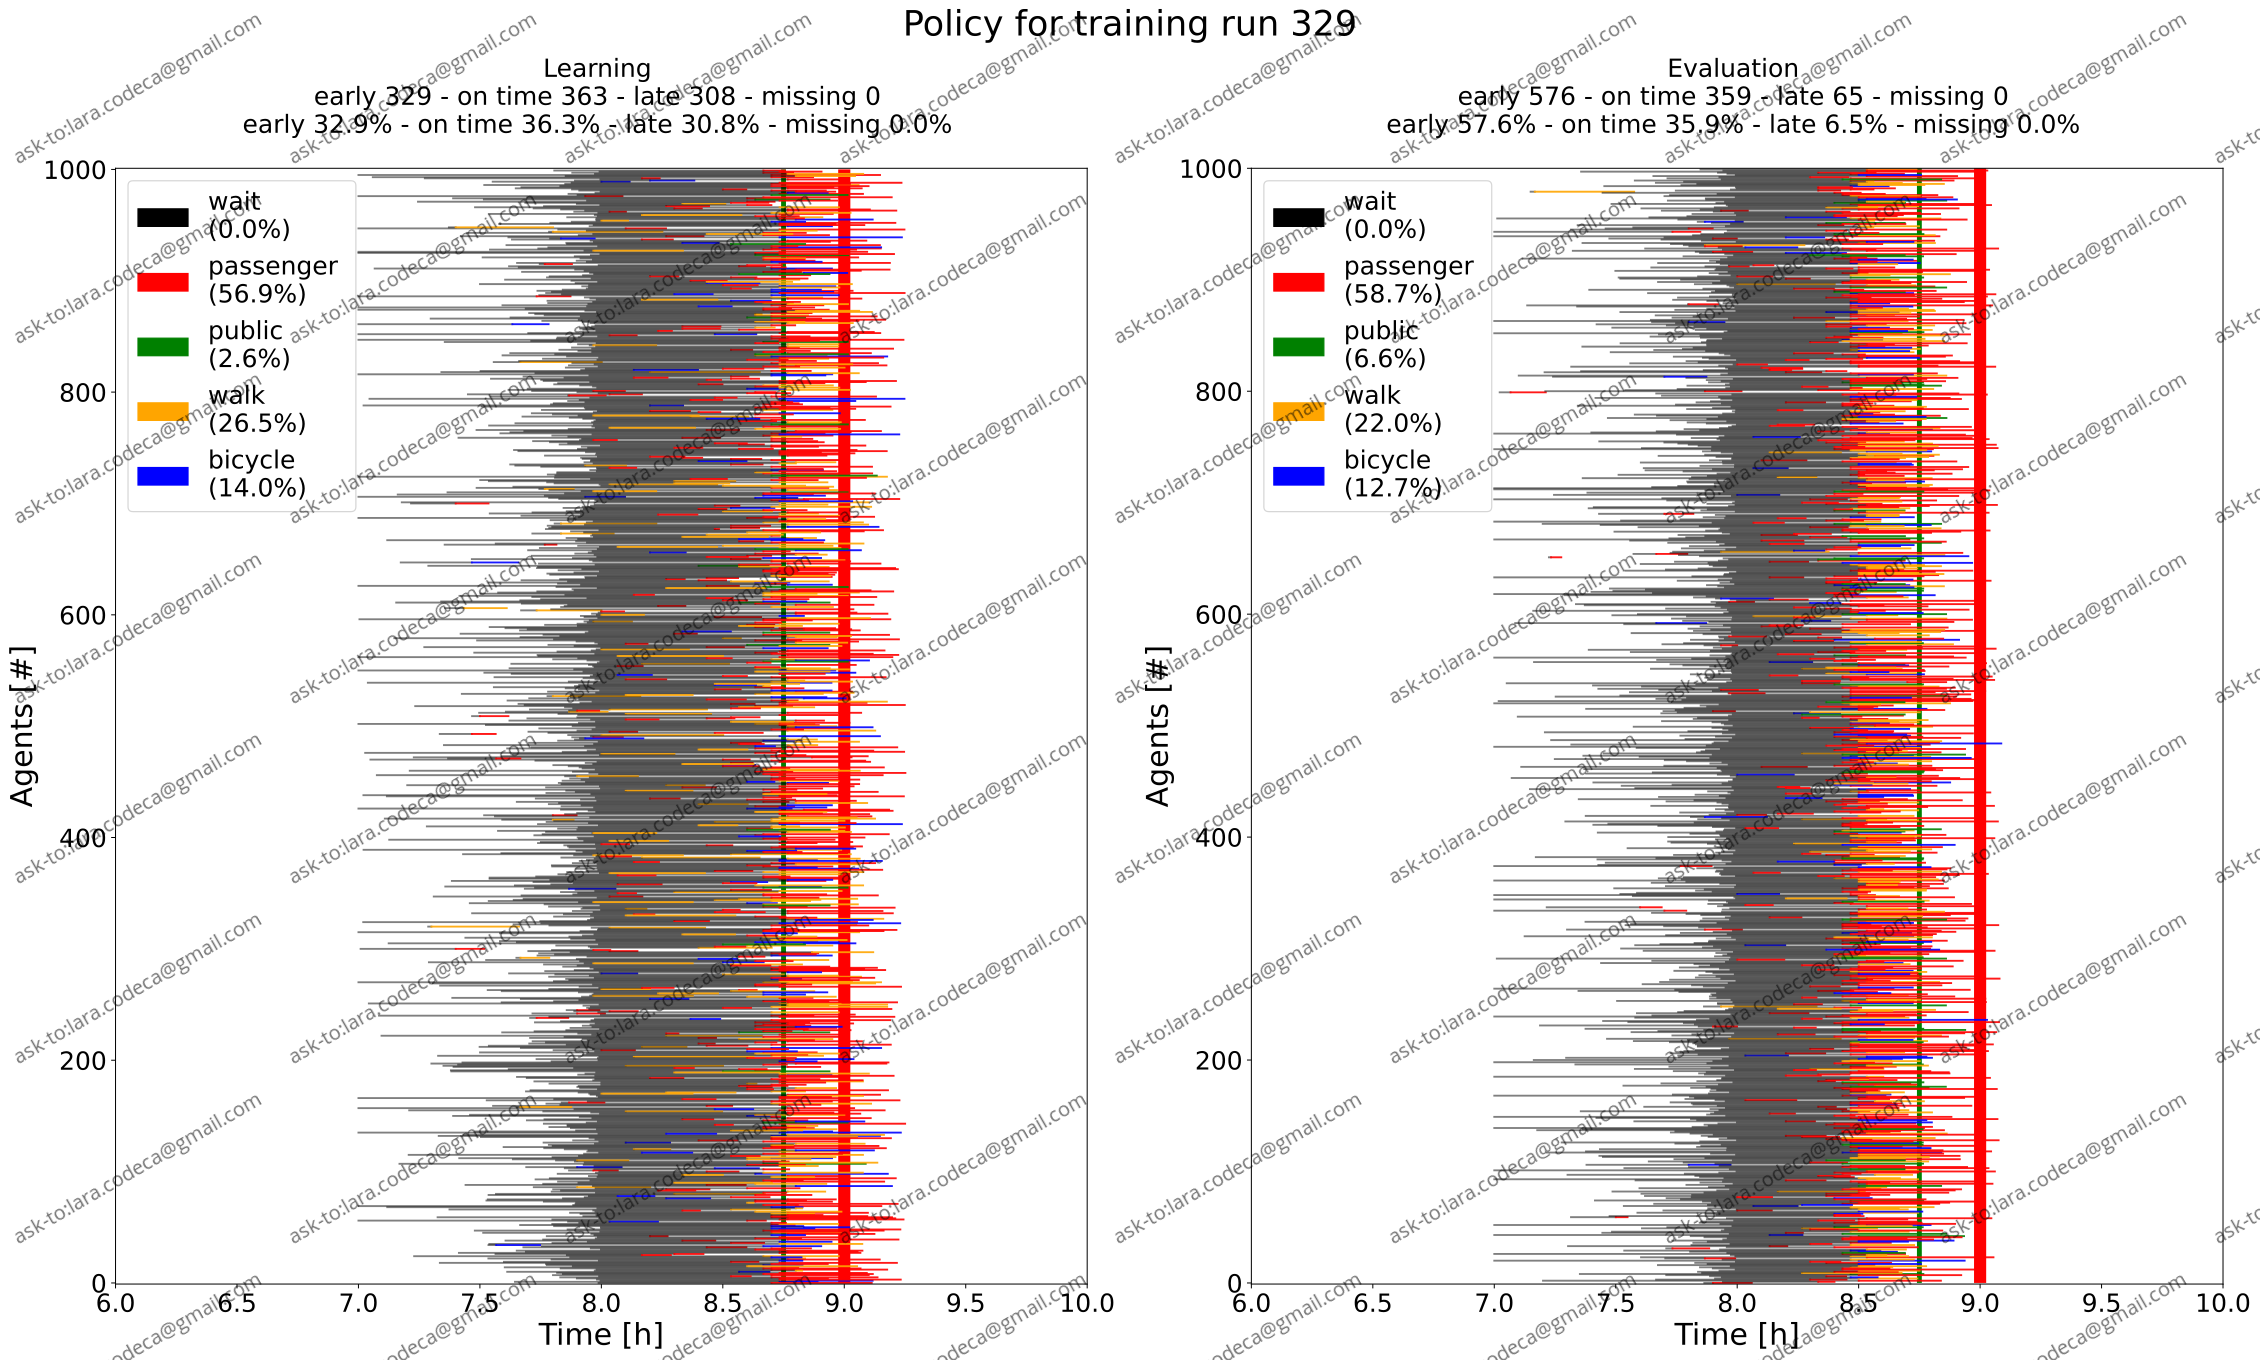 Policy for training run 329
Learning
early 329 - on time 363 - late 308 - missing 0
early 32.9% - on time 36.3% - late 30.8% - missing 0.0%
1000
800
600
400
200
0
Agents [#]
wait
(0.0%)
passenger
(56.9%)
public
(2.6%)
walk
(26.5%)
bicycle
(14.0%)
6.0 6.5 7.0 7.5 8.0 8.5 9.0 9.5 10.0
Time [h]
Evaluation
early 576 - on time 359 - late 65 - missing 0
early 57.6% - on time 35.9% - late 6.5% - missing 0.0%
1000
800
600
400
200
0
Agents [#]
wait
(0.0%)
passenger
(58.7%)
public
(6.6%)
walk
(22.0%)
bicycle
(12.7%)
6.0 6.5 7.0 7.5 8.0 8.5 9.0 9.5 10.0
Time [h]
ask-to:lara.codeca@gmail.com